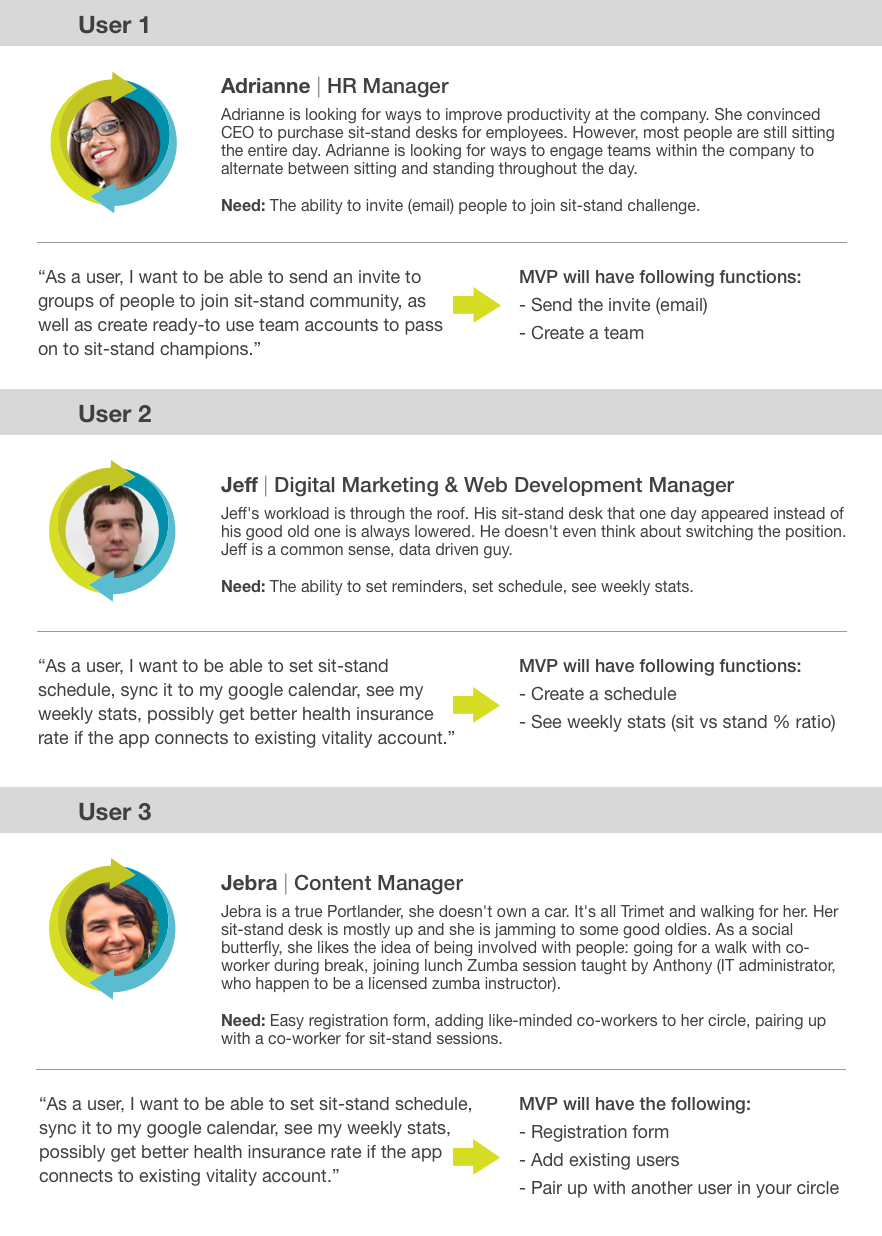 User 1
Adrianne | HR Manager
Adrianne is looking for ways to improve productivity at the company. She convinced
CEO to purchase sit-stand desks for employees. However, most people are still sitting
the entire day. Adrianne is looking for ways to engage teams within the company to
alternate between sitting and standing throughout the day.
Need: The ability to invite (email) people to join sit-stand challenge.
“As a user, I want to be able to send an invite to
groups of people to join sit-stand community, as
well as create ready-to use team accounts to pass
on to sit-stand champions.”
MVP will have following functions:
- Send the invite (email)
- Create a team
User 2
Jeff | Digital Marketing & Web Development Manager
Jeff's workload is through the roof. His sit-stand desk that one day appeared instead of
his good old one is always lowered. He doesn't even think about switching the position.
Jeff is a common sense, data driven guy.
Need: The ability to set reminders, set schedule, see weekly stats.
“As a user, I want to be able to set sit-stand
schedule, sync it to my google calendar, see my
weekly stats, possibly get better health insurance
rate if the app connects to existing vitality account.”
MVP will have following functions:
- Create a schedule
- See weekly stats (sit vs stand % ratio)
User 3
Jebra | Content Manager
Jebra is a true Portlander, she doesn't own a car. It's all Trimet and walking for her. Her
sit-stand desk is mostly up and she is jamming to some good oldies. As a social
butterfly, she likes the idea of being involved with people: going for a walk with co-
worker during break, joining lunch Zumba session taught by Anthony (IT administrator,
who happen to be a licensed zumba instructor).
Need: Easy registration form, adding like-minded co-workers to her circle, pairing up
with a co-worker for sit-stand sessions.
“As a user, I want to be able to set sit-stand schedule,
sync it to my google calendar, see my weekly stats,
possibly get better health insurance rate if the app
connects to existing vitality account.”
MVP will have the following:
- Registration form
- Add existing users
- Pair up with another user in your circle